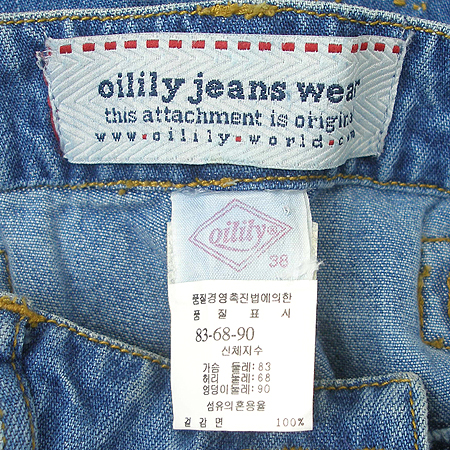 oilily jeans wear
this attachment is origina
www.oilily-world.com
oilily®
38
품질경영촉진법에의한
품 질 표 시
83-68-90
신체지수
가슴 둘레:83
허리 둘레:68
엉덩이둘레:90
섬유의혼용율
겉감면 100%